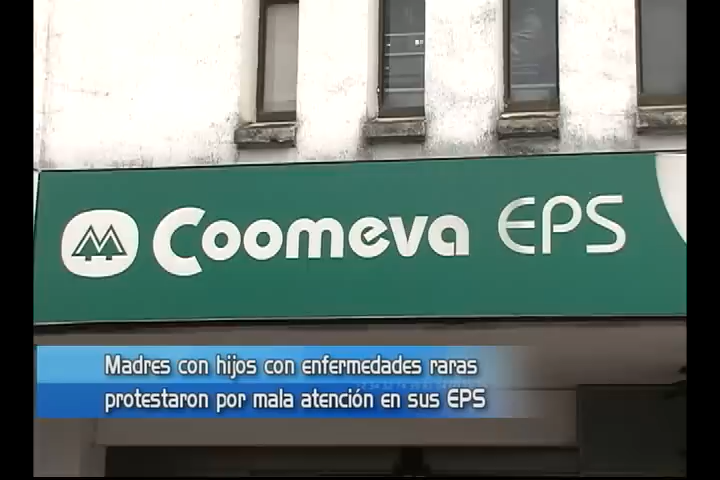 Coomeva EPS
Madres con hijos con enfermedades raras
protestaron por mala atención en sus EPS